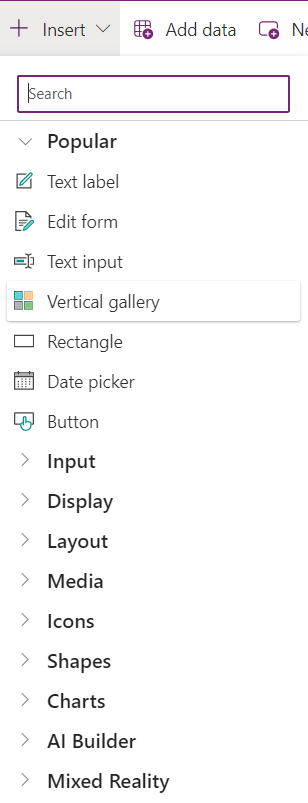 Insert Add data Ne
Search
Popular
Text label
Edit form
Text input
Vertical gallery
Rectangle
Date picker
Button
Input
Display
Layout
Media
Icons
Shapes
Charts
AI Builder
Mixed Reality